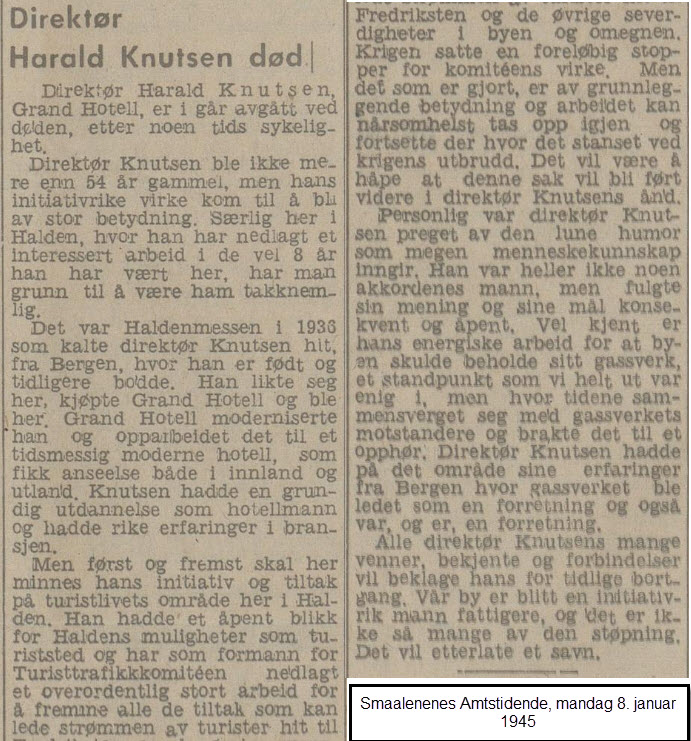 Direktør
Harald Knutsen død.
Direktør Harald Knutsen,
Grand Hotell, er i går avgått ved
døden, etter noen tids sykelig-
het.
Direktør Knutsen ble ikke me-
re enn 54 år gammel, men hans
initiativrike virke kom til å bli
av stor betydning. Særlig her i
Halden, hvor han har nedlagt et
interessert arbeid i de vel 8 år
han har vært her, har man
grunn til å være ham takknem-
lig.
Det var Haldenmessen i 1936
som kalte direktør Knutsen hit,
fra Bergen, hvor han er født og
tidligere bodde. Han likte seg
her, kjøpte Grand Hotell og ble
her. Grand Hotell moderniserte
han og opparbeidet det til et
tidsmessig moderne hotell, som
fikk anseelse både i innland og
utland. Knutsen hadde en grun-
dig utdannelse som hotellmann
og hadde rike erfaringer i bran-
sjen.
Men først og fremst skal her
minnes hans initiativ og tiltak
på turistlivets område her i Hal-
den. Han hadde et åpent blikk
for Haldens muligheter som tu-
riststed og har som formann for
Turisttrafikkkomitéen nedlagt
et overordentlig stort arbeid for
å fremme alle de tiltak som kan
lede strømmen av turister hit til
Fredriksten og de øvrige sever-
digheter i byen og omegnen.
Krigen satte en foreløbig stop-
per for komitéens virke. Men
det som er gjort, er av grunnleg-
gende betydning og arbeidet kan
nårsomhelst tas opp igjen og
fortsette der hvor det stanset ved
krigens utbrudd. Det vil være å
håpe at denne sak vil bli ført
videre i direktør Knutsens ånd.
Personlig var direktør Knut-
sen preget av den lune humor
som megen menneskekunnskap
inngir. Han var heller ikke noen
akkordenes mann, men fulgte
sin mening og sine mål konse-
kvent og åpent. Vel kjent er
hans energiske arbeid for at by-
en skulde beholde sitt gassverk,
et standpunkt som vi helt ut var
enig i, men hvor tidene sam-
mensverget seg med gassverkets
motstandere og brakte det til et
opphør. Direktør Knutsen hadde
på det område sine erfaringer
fra Bergen hvor gassverket ble
ledet som en forretning og også
var, og er, en forretning.
Alle direktør Knutsens mange
venner, bekjente og forbindelser
vil beklage hans for tidlige bort-
gang. Vår by er blitt en initiativ-
rik mann fattigere, og det er ik-
ke så mange av den støpning.
Det vil etterlate et savn.
Smaalenenes Amtstidende, mandag 8. januar
1945